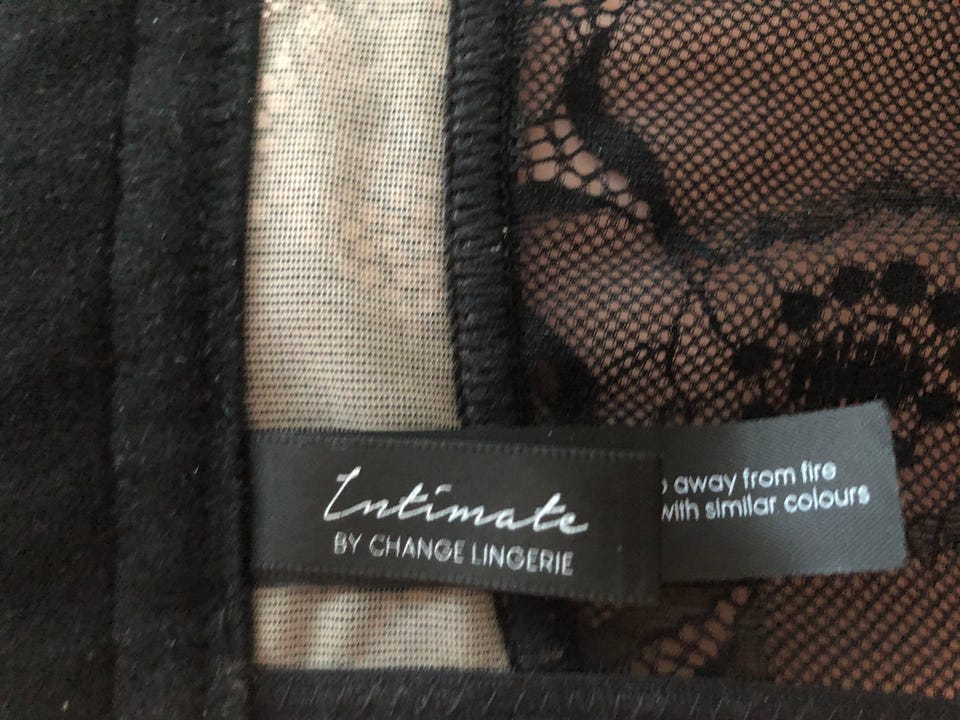 Intimate
BY CHANGE LINGERIE
away from fire
with similar colours